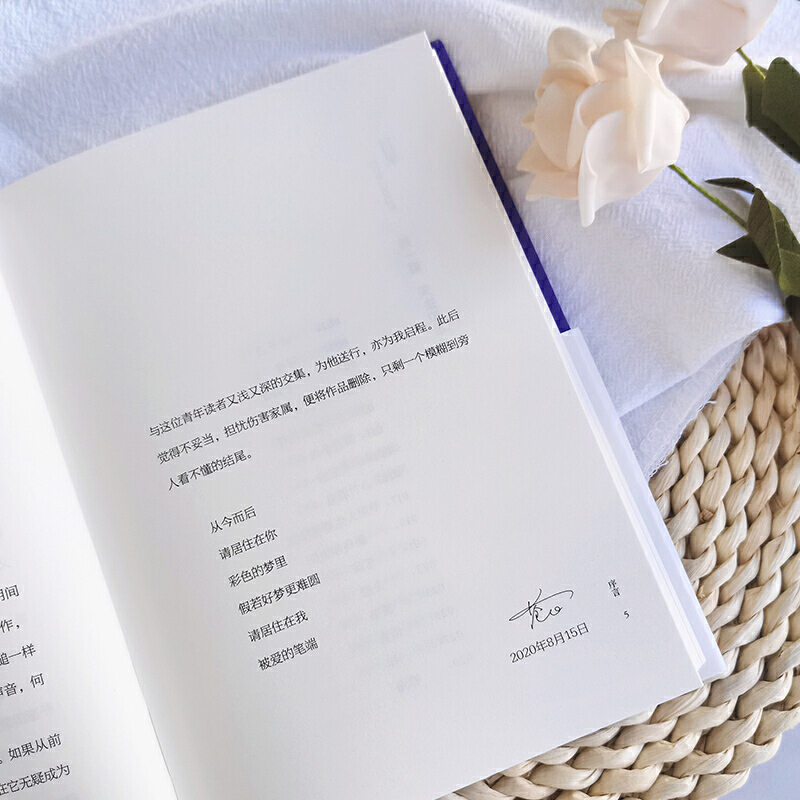 月间
作,
槌一样
声音,何
。如果从前
在它无疑成为
与这位青年读者又浅又深的交集,为他送行,亦为我启程。此后
觉得不妥当,担忧伤害家属,便将作品删除,只剩一个模糊到旁
人看不懂的结尾。
从今而后
请居住在你
彩色的梦里
假若好梦更难圆
请居住在我
被爱的笔端
2020年8月15日
序音
5